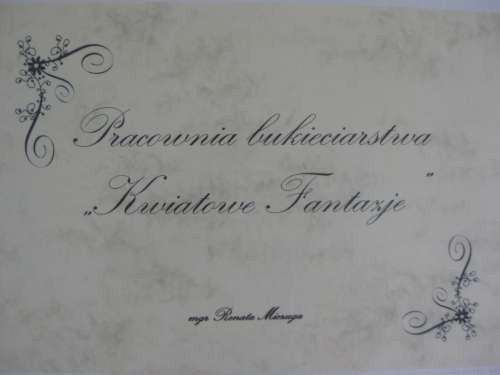 Pracownia bukieciarstwa
„Kwiatowe Fantazje”
mgr Renata